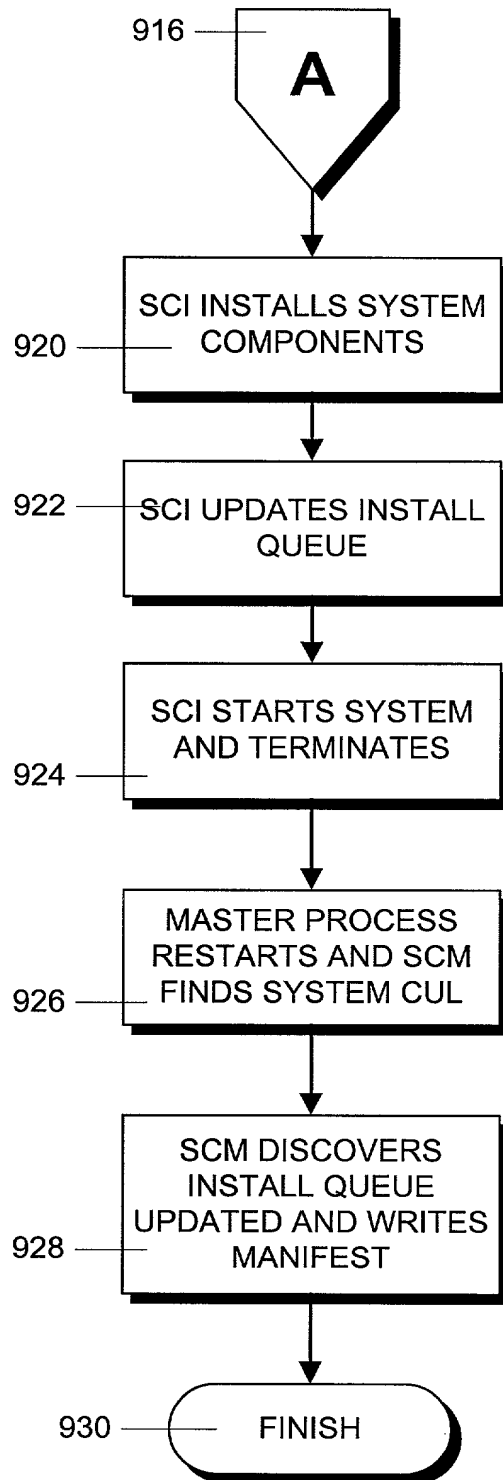 916
A
SCI INSTALLS SYSTEM
COMPONENTS
920
SCI UPDATES INSTALL
QUEUE
922
SCI STARTS SYSTEM
AND TERMINATES
924
MASTER PROCESS
RESTARTS AND SCM
FINDS SYSTEM CUL
926
SCM DISCOVERS
INSTALL QUEUE
UPDATED AND WRITES
MANIFEST
928
930
FINISH